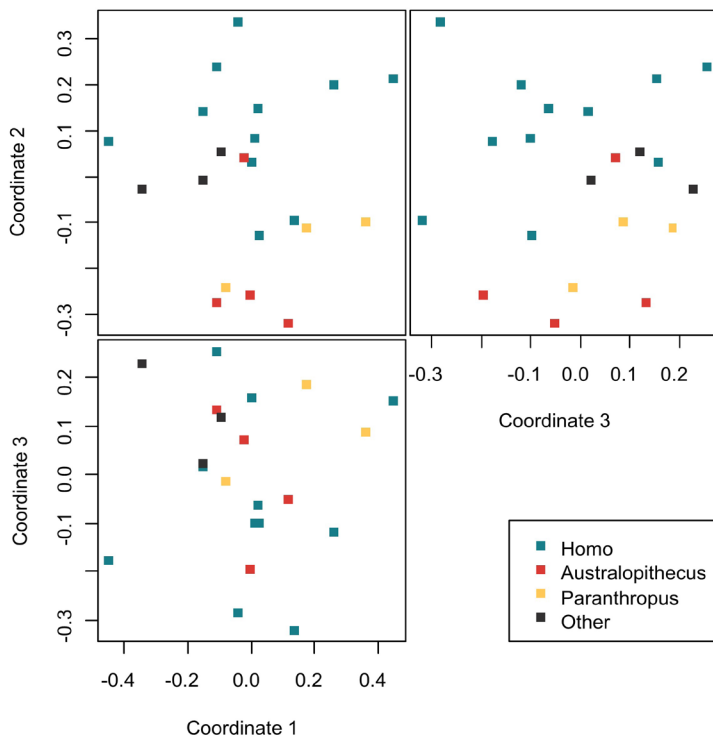 0.3
0.2
0.1
-0.1
-0.3
Coordinate 2
-0.3
-0.1
0.0
0.1
0.2
Coordinate 3
0.2
0.1
0.0
-0.1
-0.3
Coordinate 3
-0.4
-0.2
0.0
0.2
0.4
Coordinate 1
Homo
Australopithecus
Paranthropus
Other